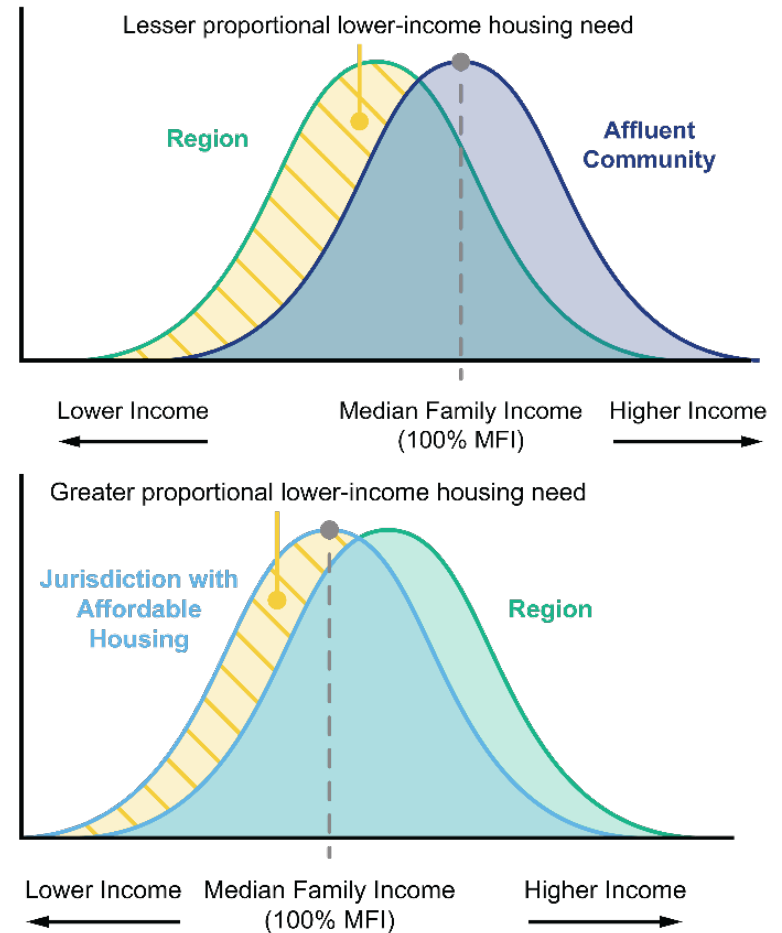 Lesser proportional lower-income housing need
Region
Affluent
Community
Lower Income
Median Family Income
(100% MFI)
Higher Income
Greater proportional lower-income housing need
Jurisdiction with
Affordable
Housing
Region
Lower Income
Median Family Income
(100% MFI)
Higher Income